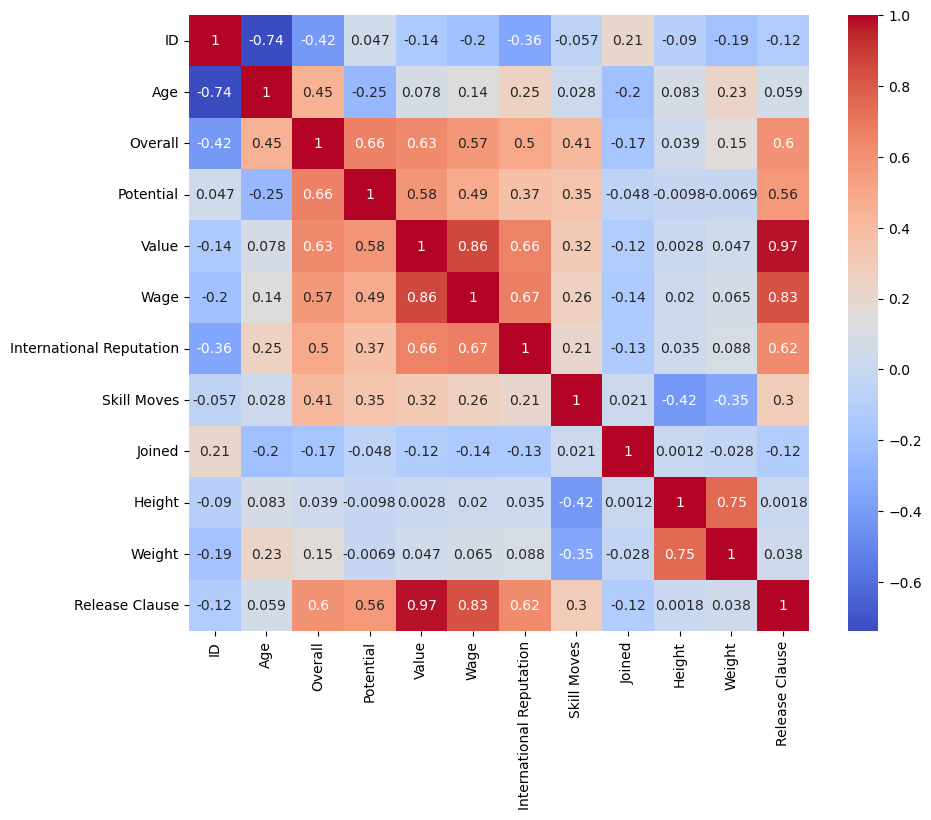 ID 1 -0.74 -0.42 0.047 -0.14 -0.2 -0.36 -0.057 0.21 -0.09 -0.19 -0.12
Age -0.74 1 0.45 -0.25 0.078 0.14 0.25 0.028 -0.2 0.083 0.23 0.059
Overall -0.42 0.45 1 0.66 0.63 0.57 0.5 0.41 -0.17 0.039 0.15 0.6
Potential 0.047 -0.25 0.66 1 0.58 0.49 0.37 0.35 -0.048 -0.0098 -0.0069 0.56
Value -0.14 0.078 0.63 0.58 1 0.86 0.66 0.32 -0.12 0.0028 0.047 0.97
Wage -0.2 0.14 0.57 0.49 0.86 1 0.67 0.26 -0.14 0.02 0.065 0.83
International Reputation -0.36 0.25 0.5 0.37 0.66 0.67 1 0.21 -0.13 0.035 0.088 0.62
Skill Moves -0.057 0.028 0.41 0.35 0.32 0.26 0.21 1 0.021 -0.42 -0.35 0.3
Joined 0.21 -0.2 -0.17 -0.048 -0.12 -0.14 -0.13 0.021 1 0.0012 -0.028 -0.12
Height -0.09 0.083 0.039 -0.0098 0.0028 0.02 0.035 -0.42 0.0012 1 0.75 0.0018
Weight -0.19 0.23 0.15 -0.0069 0.047 0.065 0.088 -0.35 -0.028 0.75 1 0.038
Release Clause -0.12 0.059 0.6 0.56 0.97 0.83 0.62 0.3 -0.12 0.0018 0.038 1
ID
Age
Overall
Potential
Value
Wage
International Reputation
Skill Moves
Joined
Height
Weight
Release Clause
1.0
0.8
0.6
0.4
0.2
0.0
−0.2
−0.4
−0.6